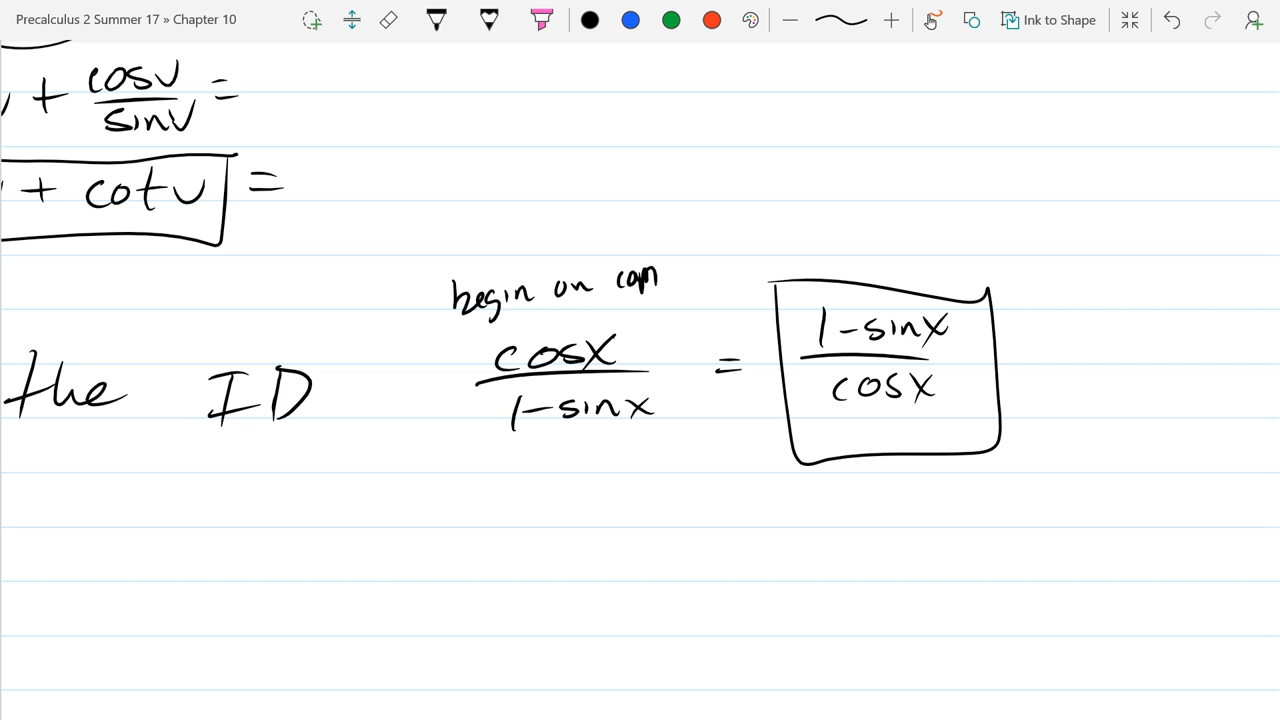 Precalculus 2 Summer 17 » Chapter 10
Ink to Shape
+ cosv/sinv =
+ cotv =
begin on
the ID cosx/1-sinx = 1-sinx/cosx